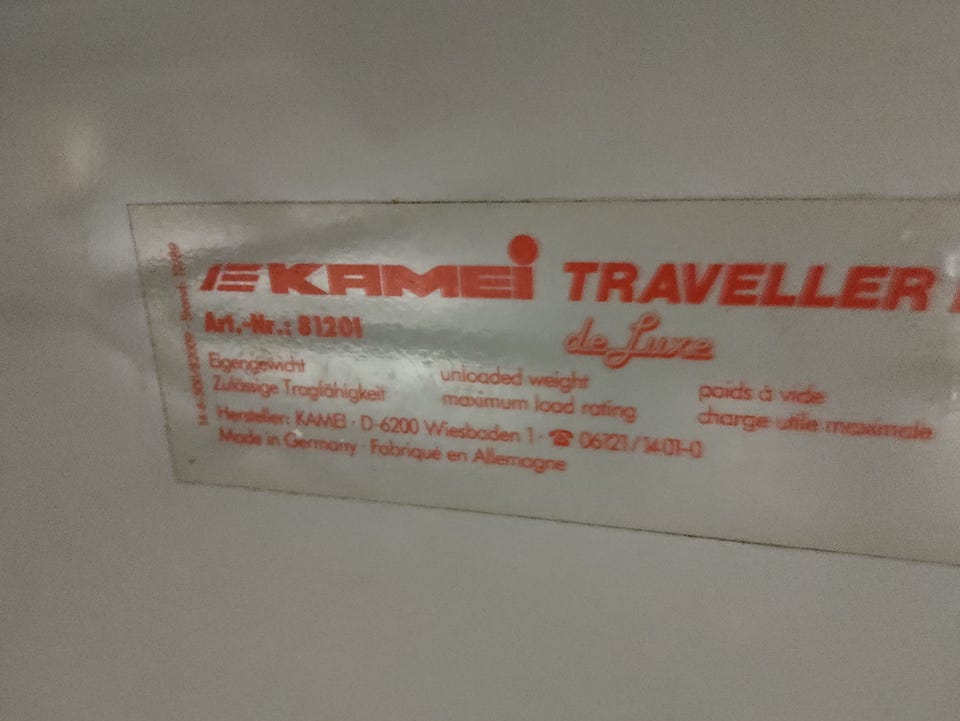 KAMEI TRAVELLER
de Luxe
Art.-Nr.: 81201
Eigengewicht unloaded weight poids à vide
Zulässige Tragfähigkeit maximum load rating charge utile maximale
Hersteller: KAMEI · D-6200 Wiesbaden 1 · ☎ 06121/1401-0
Made in Germany · Fabriqué en Allemagne